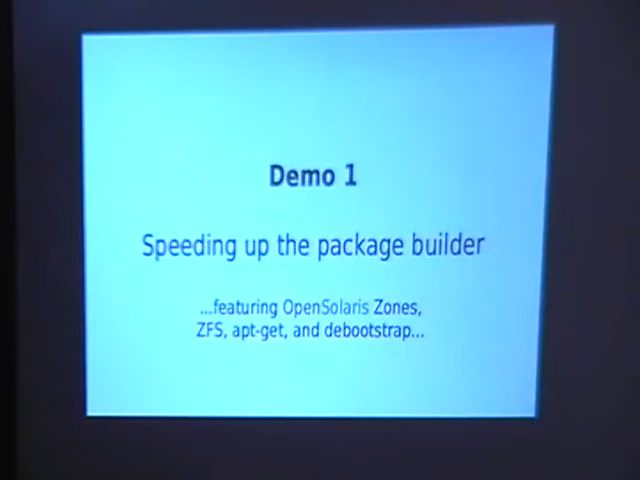 Demo 1
Speeding up the package builder
...featuring OpenSolaris Zones,
ZFS, apt-get, and debootstrap...